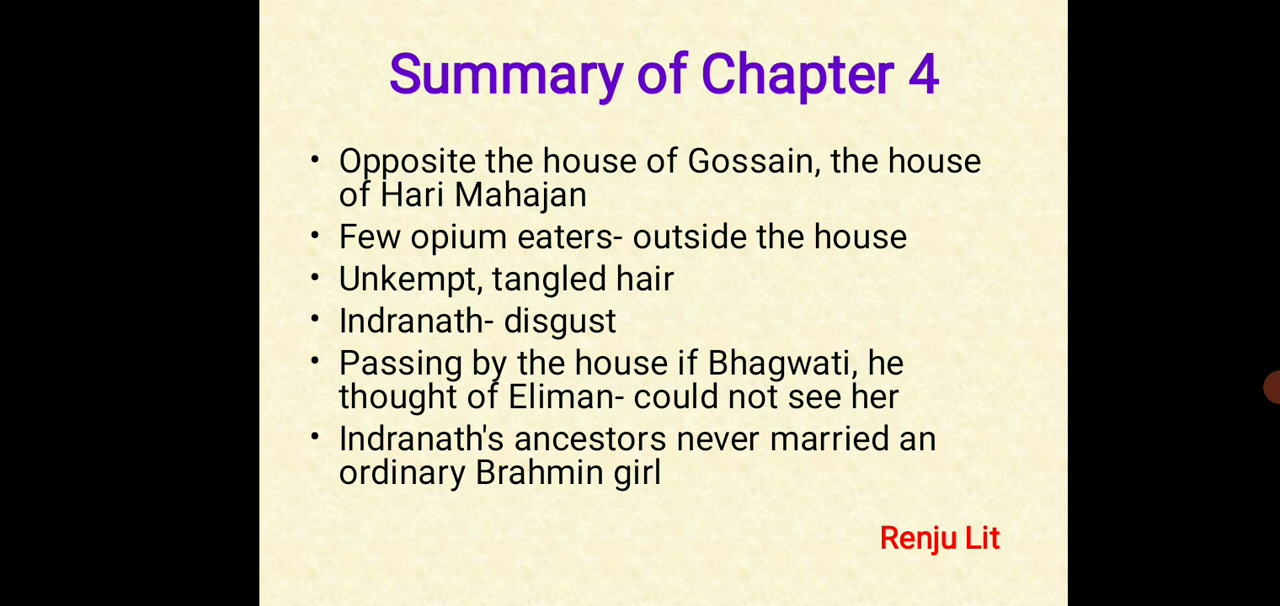 Summary of Chapter 4
• Opposite the house of Gossain, the house
of Hari Mahajan
• Few opium eaters- outside the house
• Unkempt, tangled hair
• Indranath- disgust
• Passing by the house if Bhagwati, he
thought of Eliman- could not see her
• Indranath's ancestors never married an
ordinary Brahmin girl
Renju Lit